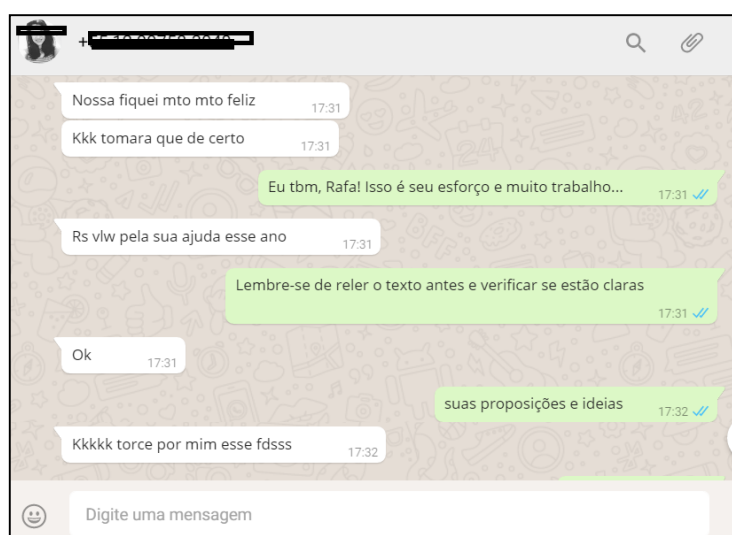 +
Nossa fiquei mto mto feliz 17:31
Kkk tomara que de certo 17:31
Eu tbm, Rafa! Isso é seu esforço e muito trabalho... 17:31
Rs vlw pela sua ajuda esse ano 17:31
Lembre-se de reler o texto antes e verificar se estão claras
17:31
Ok 17:31
suas proposições e ideias 17:32
Kkkkk torce por mim esse fdsss 17:32
Digite uma mensagem